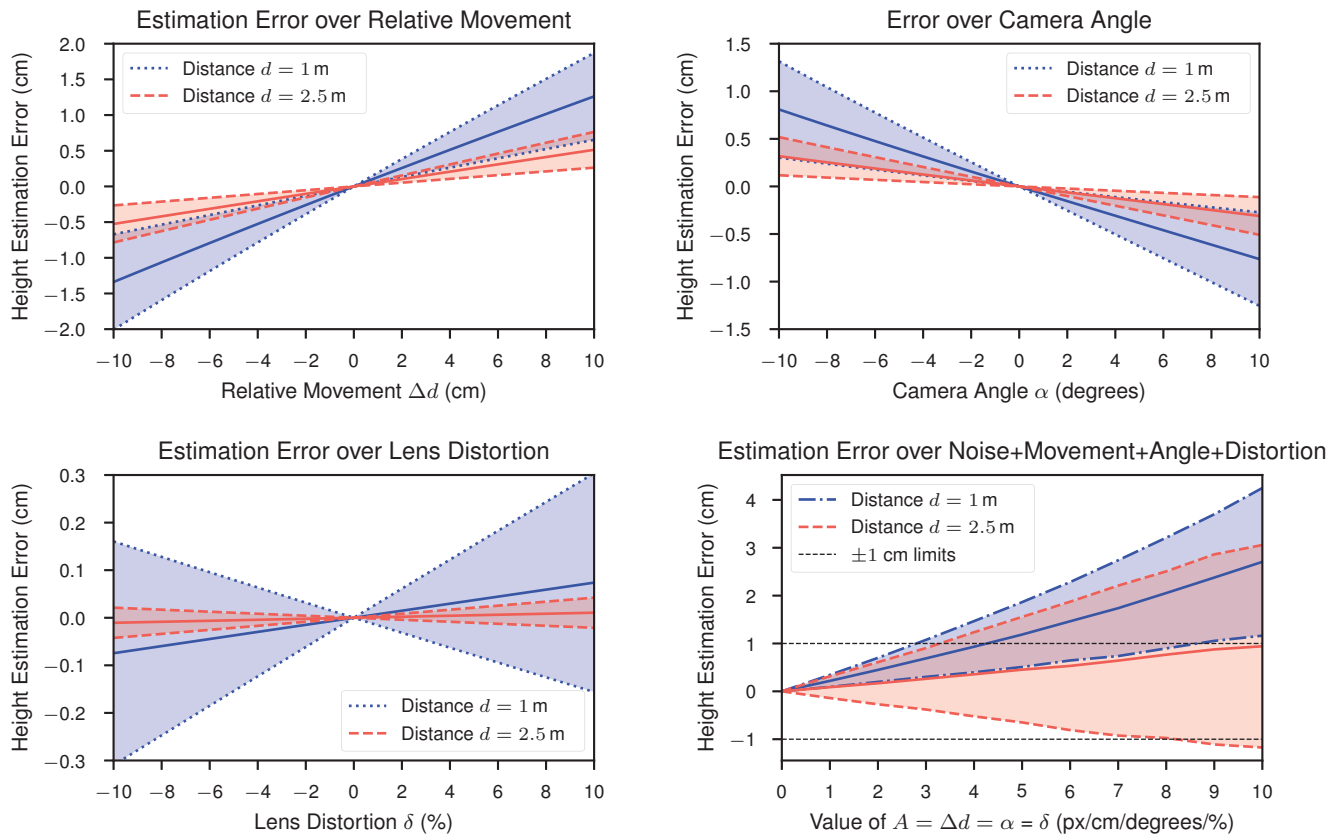 Estimation Error over Relative Movement
Height Estimation Error (cm)
2.0
1.5
1.0
0.5
0.0
−0.5
−1.0
−1.5
−2.0
Distance d = 1 m
Distance d = 2.5 m
−10 −8 −6 −4 −2 0 2 4 6 8 10
Relative Movement Δd (cm)
Error over Camera Angle
Height Estimation Error (cm)
1.5
1.0
0.5
0.0
−0.5
−1.0
−1.5
Distance d = 1 m
Distance d = 2.5 m
−10 −8 −6 −4 −2 0 2 4 6 8 10
Camera Angle α (degrees)
Estimation Error over Lens Distortion
Height Estimation Error (cm)
0.3
0.2
0.1
0.0
−0.1
−0.2
−0.3
Distance d = 1 m
Distance d = 2.5 m
−10 −8 −6 −4 −2 0 2 4 6 8 10
Lens Distortion δ (%)
Estimation Error over Noise+Movement+Angle+Distortion
Height Estimation Error (cm)
4
3
2
1
0
−1
Distance d = 1 m
Distance d = 2.5 m
±1 cm limits
0 1 2 3 4 5 6 7 8 9 10
Value of A = Δd = α = δ (px/cm/degrees/%)